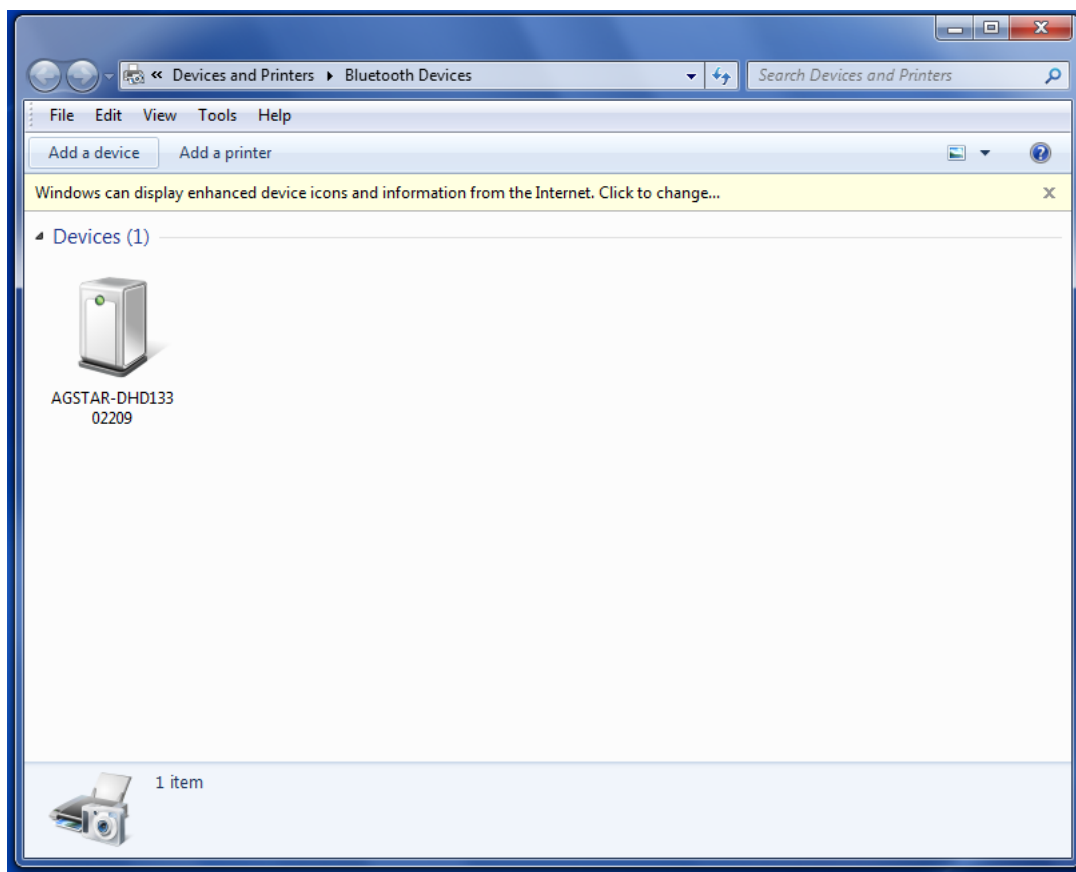 « Devices and Printers ▸ Bluetooth Devices
Search Devices and Printers
File Edit View Tools Help
Add a device Add a printer
Windows can display enhanced device icons and information from the Internet. Click to change...
Devices (1)
AGSTAR-DHD133
02209
1 item